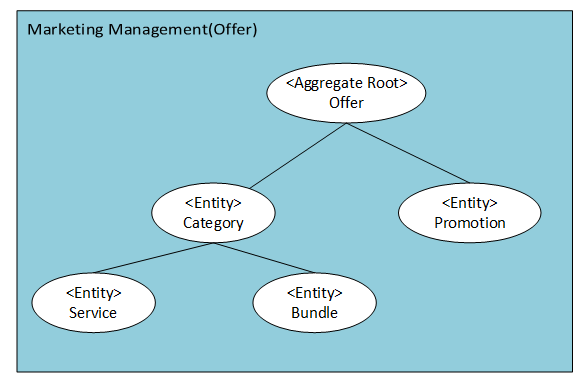 Marketing Management(Offer)
<Aggregate Root>
Offer
<Entity>
Category
<Entity>
Promotion
<Entity>
Service
<Entity>
Bundle